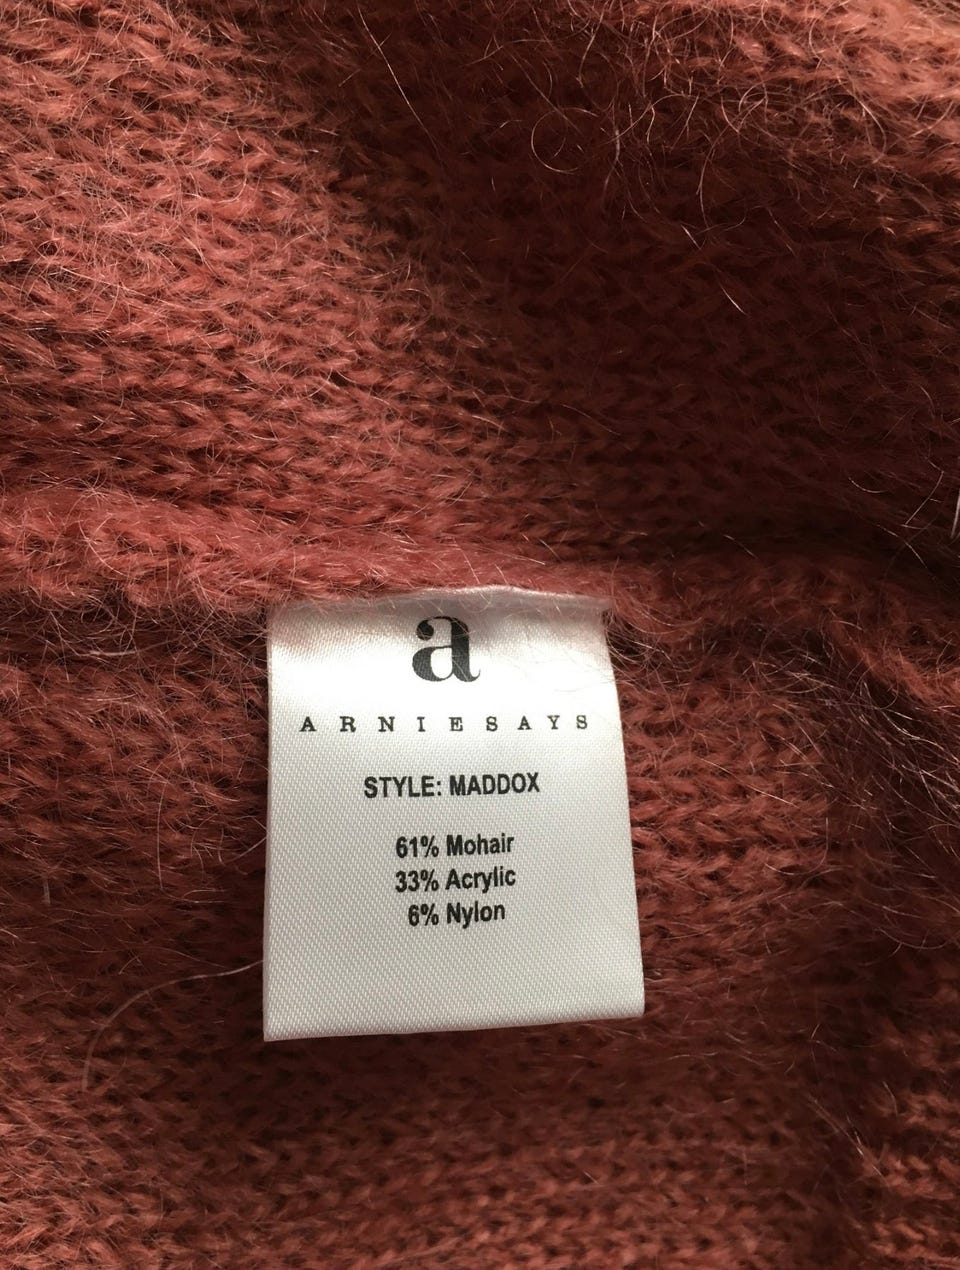 a
ARNIESAYS
STYLE: MADDOX
61% Mohair
33% Acrylic
6% Nylon